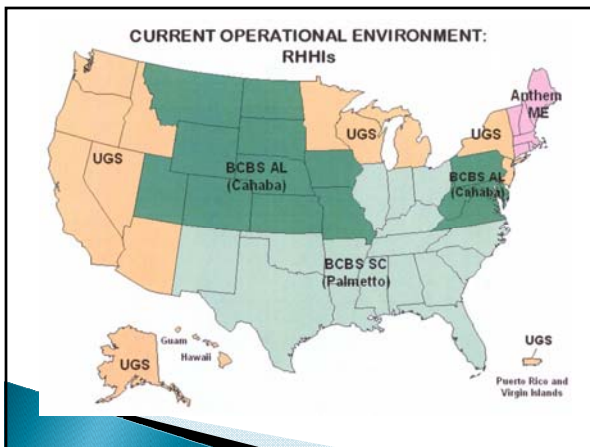 CURRENT OPERATIONAL ENVIRONMENT:
RHHIs
Anthem
ME
UGS
UGS
UGS
BCBS AL
(Cahaba)
BCBS AL
(Cahaba)
BCBS SC
(Palmetto)
UGS
Guam
Hawaii
UGS
Puerto Rico and
Virgin Islands